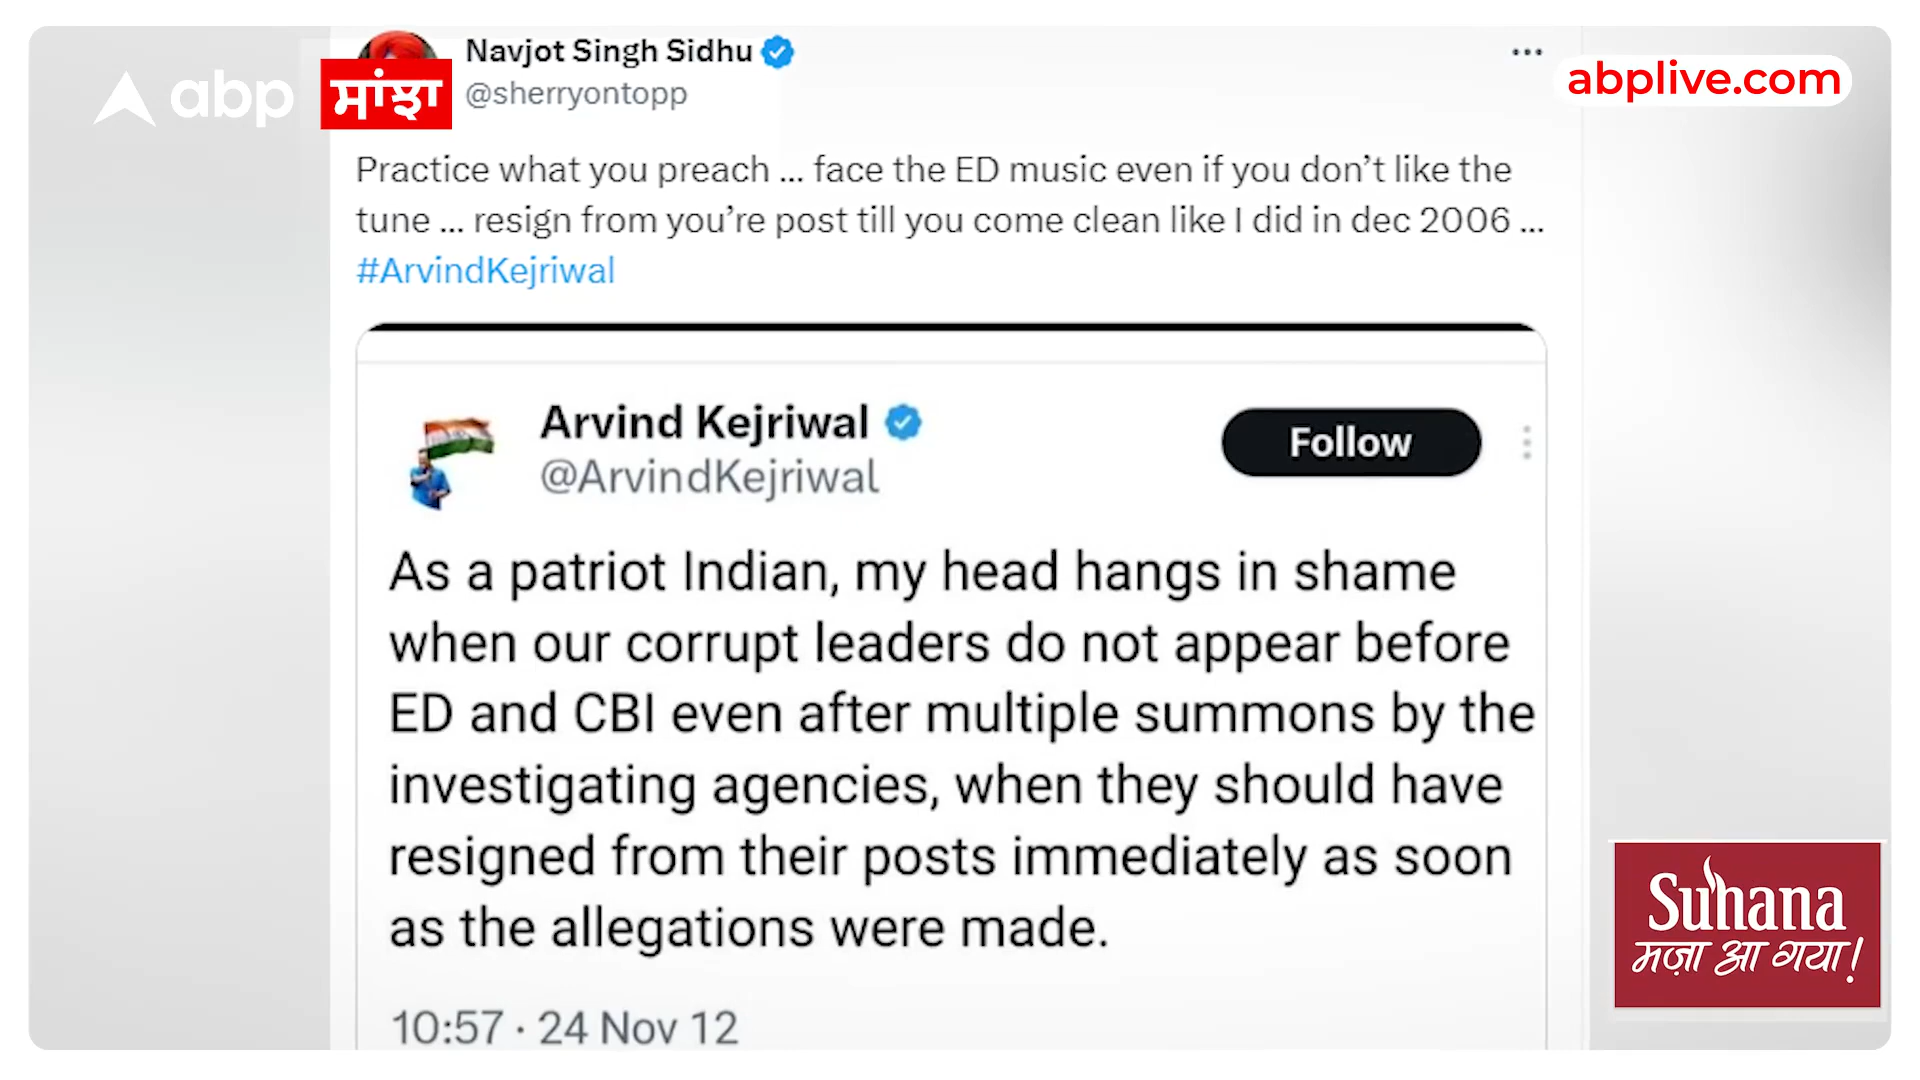 Navjot Singh Sidhu
@sherryontopp
abp ਸਾਂਝਾ
abplive.com
Practice what you preach ... face the ED music even if you don’t like the
tune ... resign from you’re post till you come clean like I did in dec 2006 ...
#ArvindKejriwal
Arvind Kejriwal
@ArvindKejriwal
Follow
As a patriot Indian, my head hangs in shame
when our corrupt leaders do not appear before
ED and CBI even after multiple summons by the
investigating agencies, when they should have
resigned from their posts immediately as soon
as the allegations were made.
10:57 · 24 Nov 12
Suhana
मज़ा आ गया!